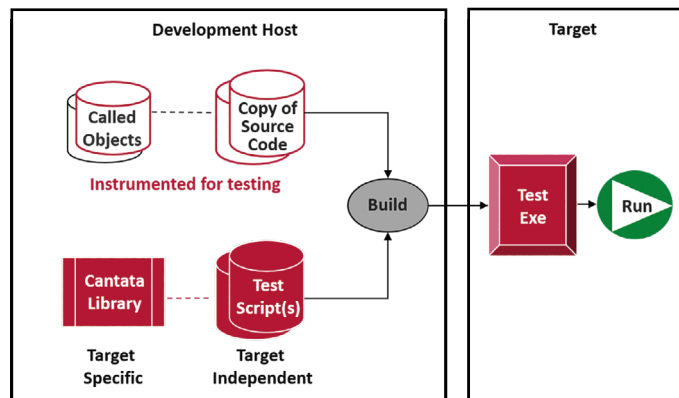 Development Host
Target
Called
Objects
Copy of
Source
Code
Instrumented for testing
Build
Test
Exe
Run
Cantata
Library
Test
Script(s)
Target
Specific
Target
Independent